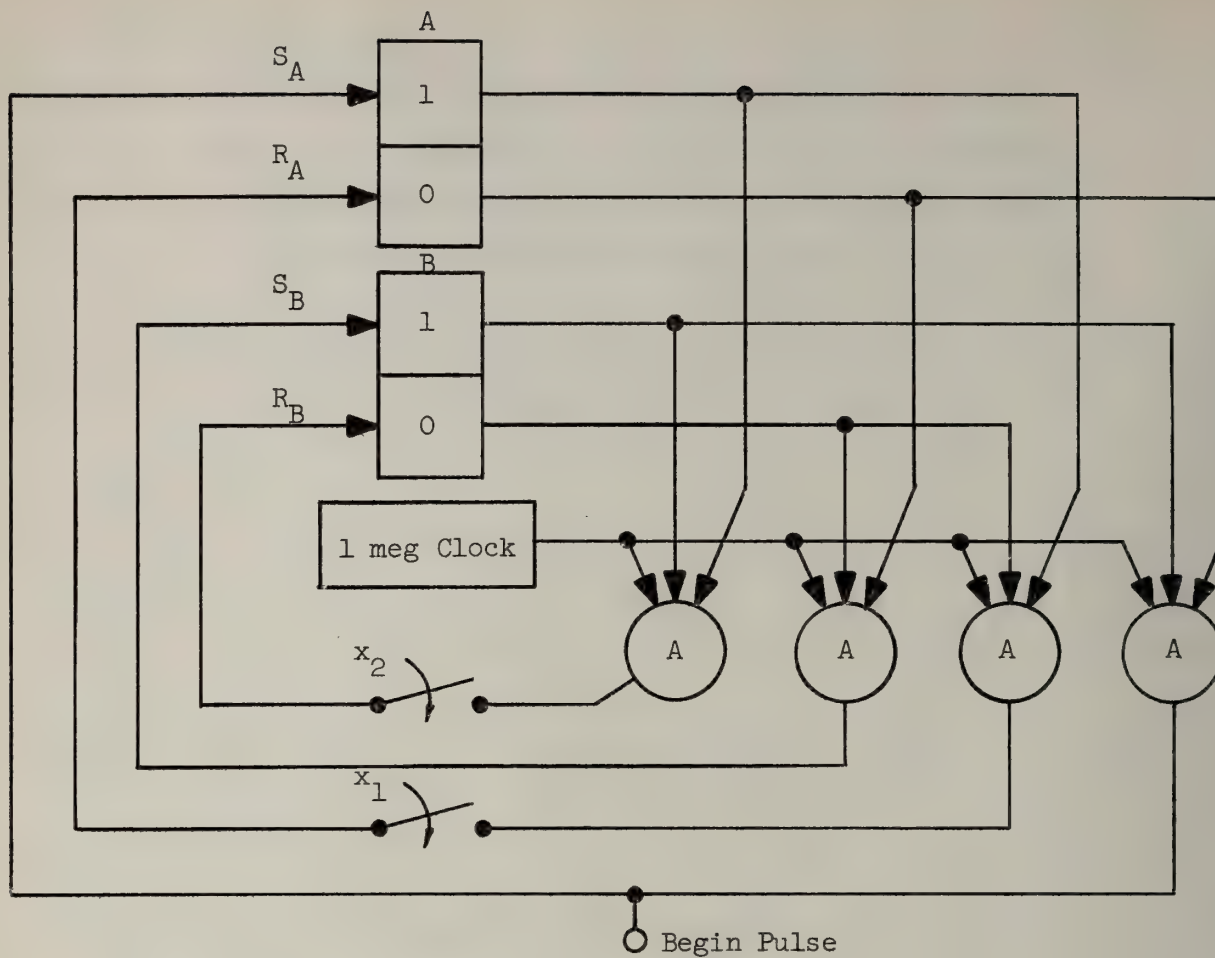 A
S_A
1
R_A
0
B
S_B
1
R_B
0
1 meg Clock
A A A A
x_2
x_1
Begin Pulse